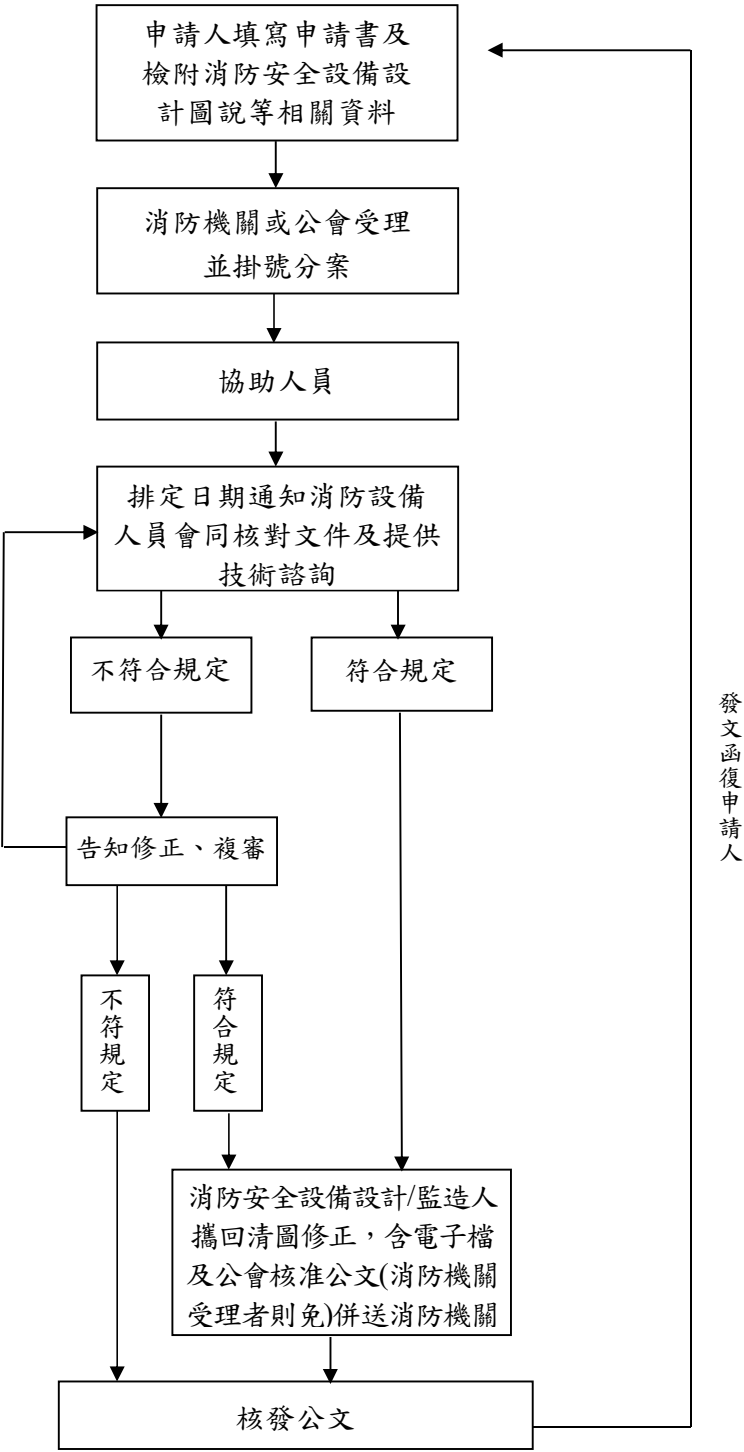 申請人填寫申請書及
檢附消防安全設備設
計圖說等相關資料
消防機關或公會受理
並掛號分案
協助人員
排定日期通知消防設備
人員會同核對文件及提供
技術諮詢
不符合規定
符合規定
告知修正、複審
不符規定
符合規定
消防安全設備設計/監造人
攜回清圖修正，含電子檔
及公會核准公文(消防機關
受理者則免)併送消防機關
核發公文
發文函復申請人